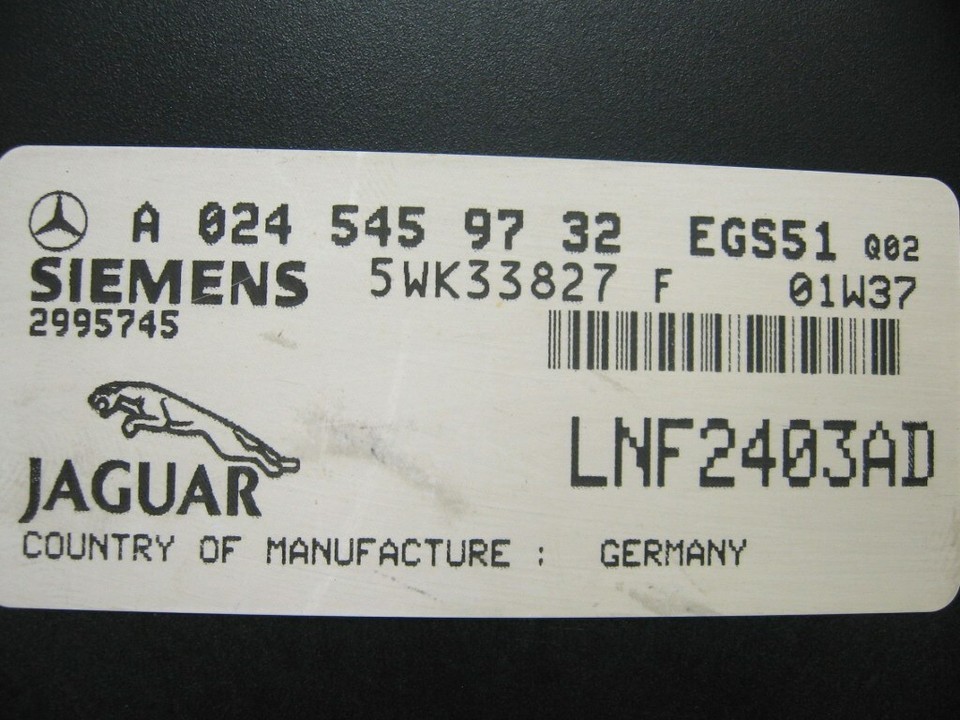 A 024 545 97 32 EGS51 Q02
SIEMENS 5WK33827 F 01W37
2995745
LNF2403AD
JAGUAR
COUNTRY OF MANUFACTURE : GERMANY